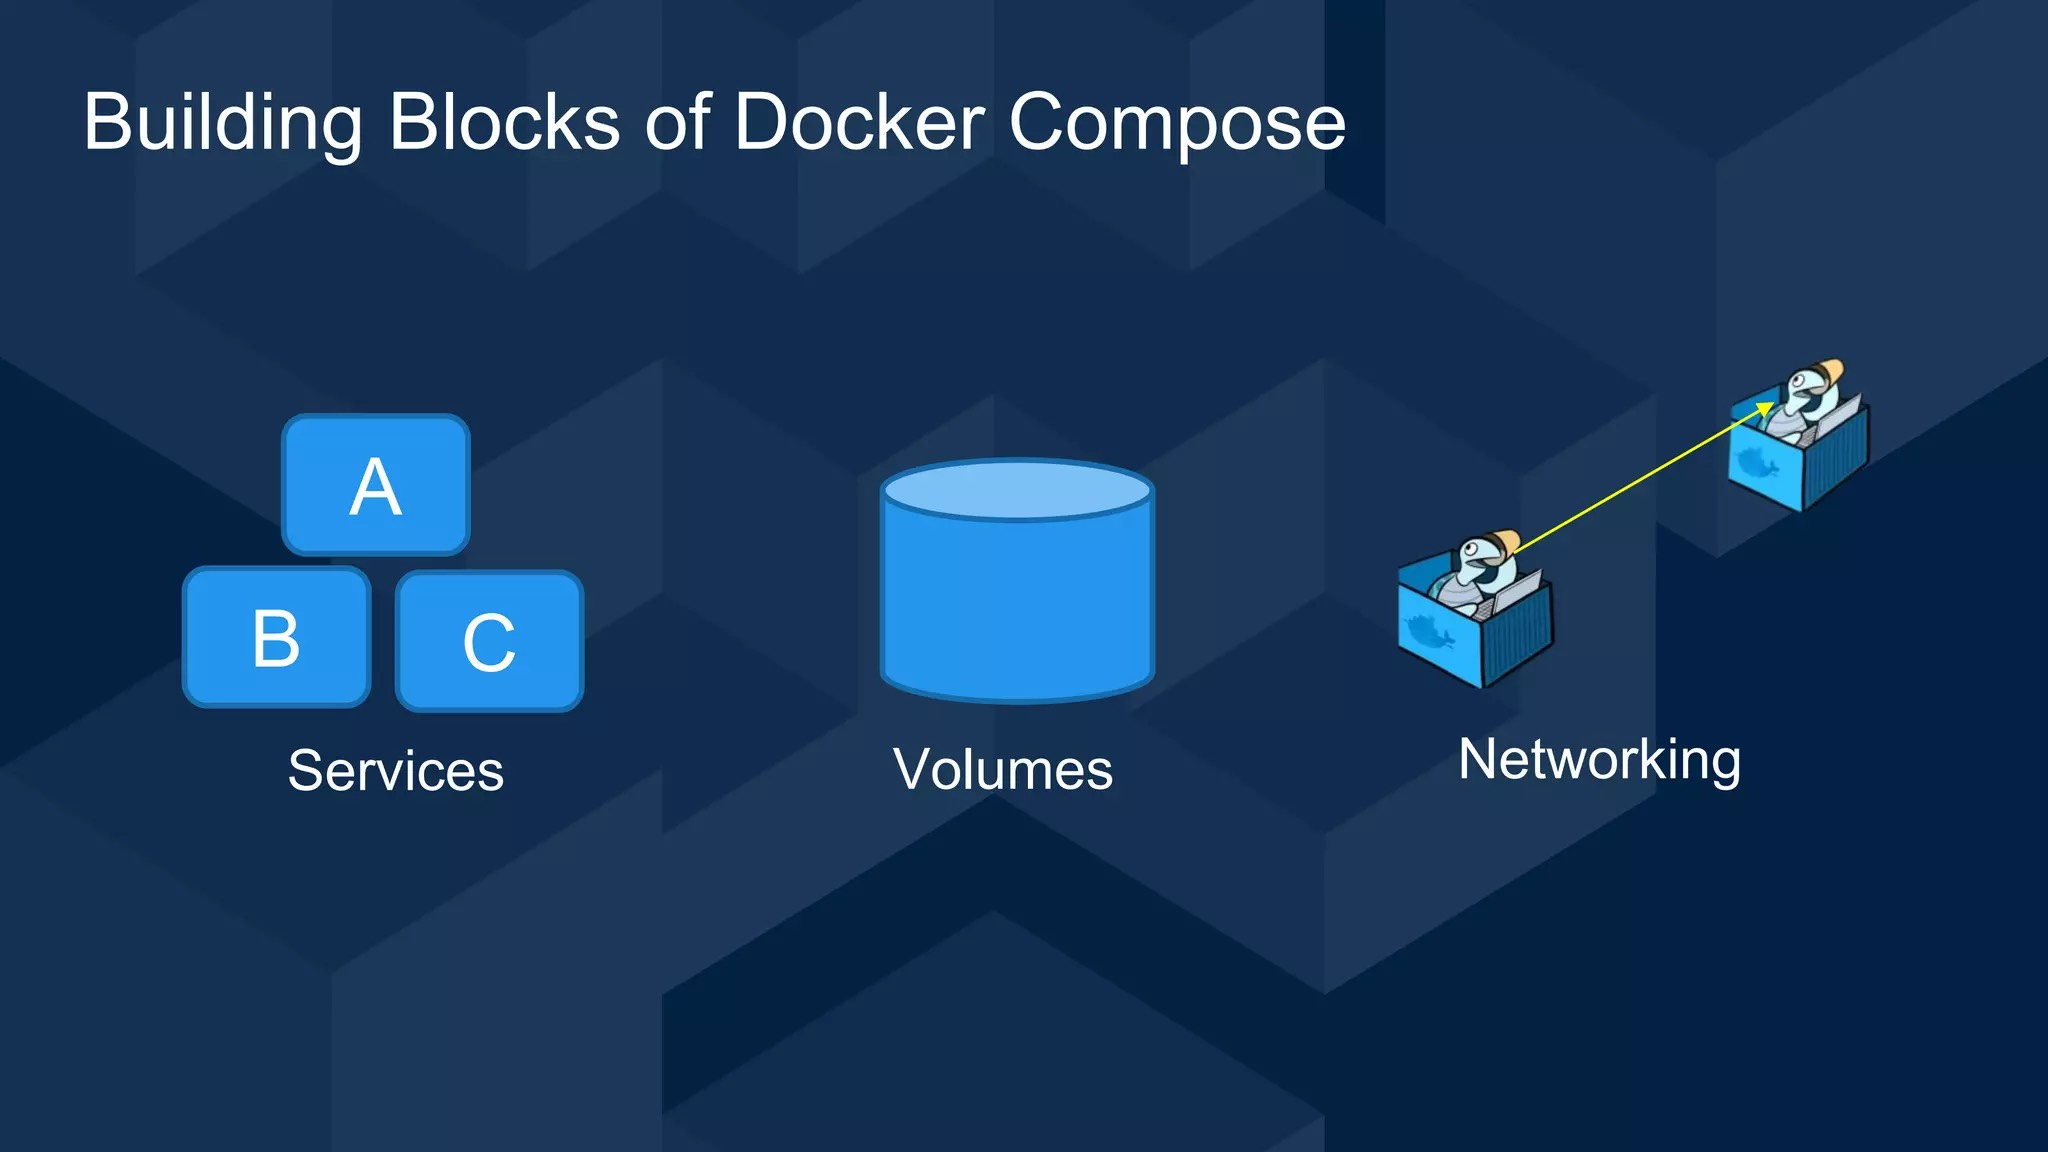 Building Blocks of Docker Compose
A
B
C
Services
Volumes
Networking